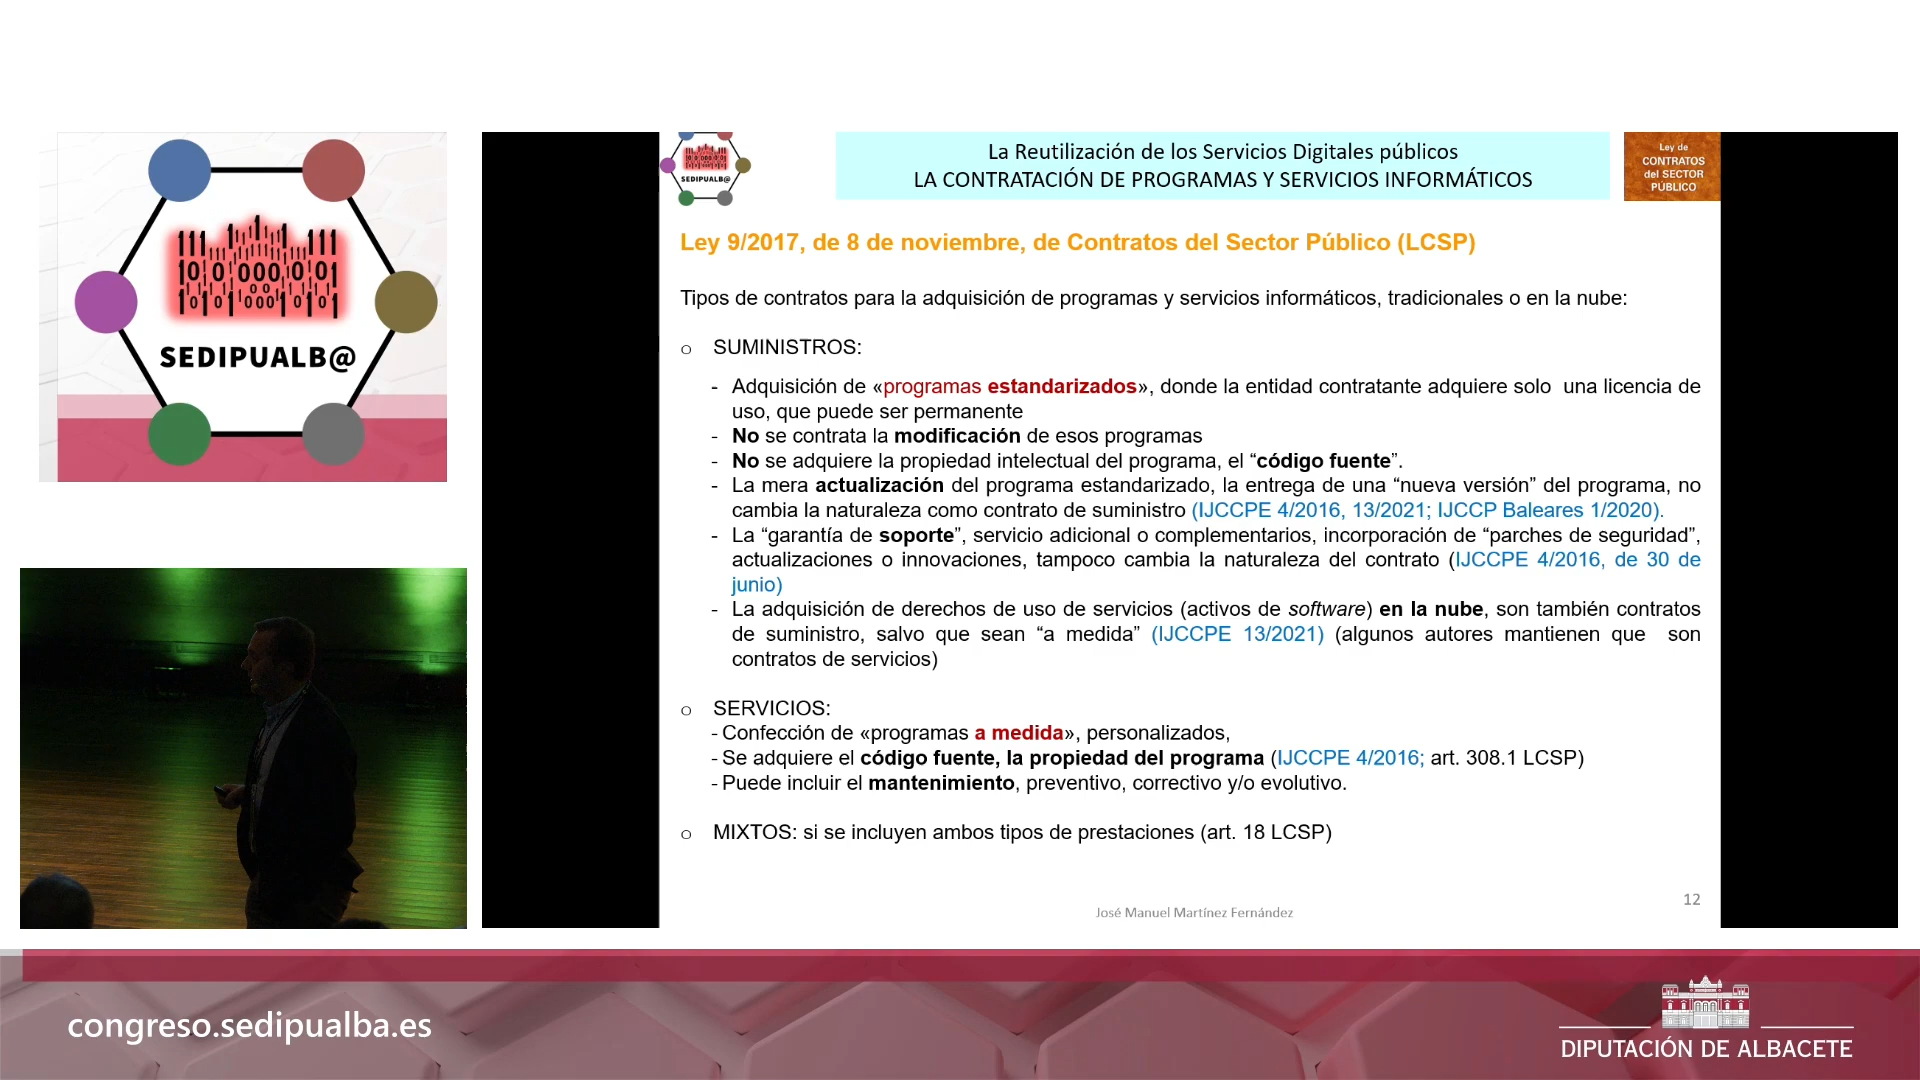 SEDIPUALB@
SEDIPUALB@
La Reutilización de los Servicios Digitales públicos
LA CONTRATACIÓN DE PROGRAMAS Y SERVICIOS INFORMÁTICOS
Ley de
CONTRATOS
del SECTOR
PÚBLICO
Ley 9/2017, de 8 de noviembre, de Contratos del Sector Público (LCSP)
Tipos de contratos para la adquisición de programas y servicios informáticos, tradicionales o en la nube:
o SUMINISTROS:
- Adquisición de «programas estandarizados», donde la entidad contratante adquiere solo una licencia de
uso, que puede ser permanente
- No se contrata la modificación de esos programas
- No se adquiere la propiedad intelectual del programa, el “código fuente”.
- La mera actualización del programa estandarizado, la entrega de una “nueva versión” del programa, no
cambia la naturaleza como contrato de suministro (IJCCPE 4/2016, 13/2021; IJCCP Baleares 1/2020).
- La “garantía de soporte”, servicio adicional o complementarios, incorporación de “parches de seguridad”,
actualizaciones o innovaciones, tampoco cambia la naturaleza del contrato (IJCCPE 4/2016, de 30 de
junio)
- La adquisición de derechos de uso de servicios (activos de software) en la nube, son también contratos
de suministro, salvo que sean “a medida” (IJCCPE 13/2021) (algunos autores mantienen que son
contratos de servicios)
o SERVICIOS:
- Confección de «programas a medida», personalizados,
- Se adquiere el código fuente, la propiedad del programa (IJCCPE 4/2016; art. 308.1 LCSP)
- Puede incluir el mantenimiento, preventivo, correctivo y/o evolutivo.
o MIXTOS: si se incluyen ambos tipos de prestaciones (art. 18 LCSP)
12
José Manuel Martínez Fernández
congreso.sedipualba.es
DIPUTACIÓN DE ALBACETE